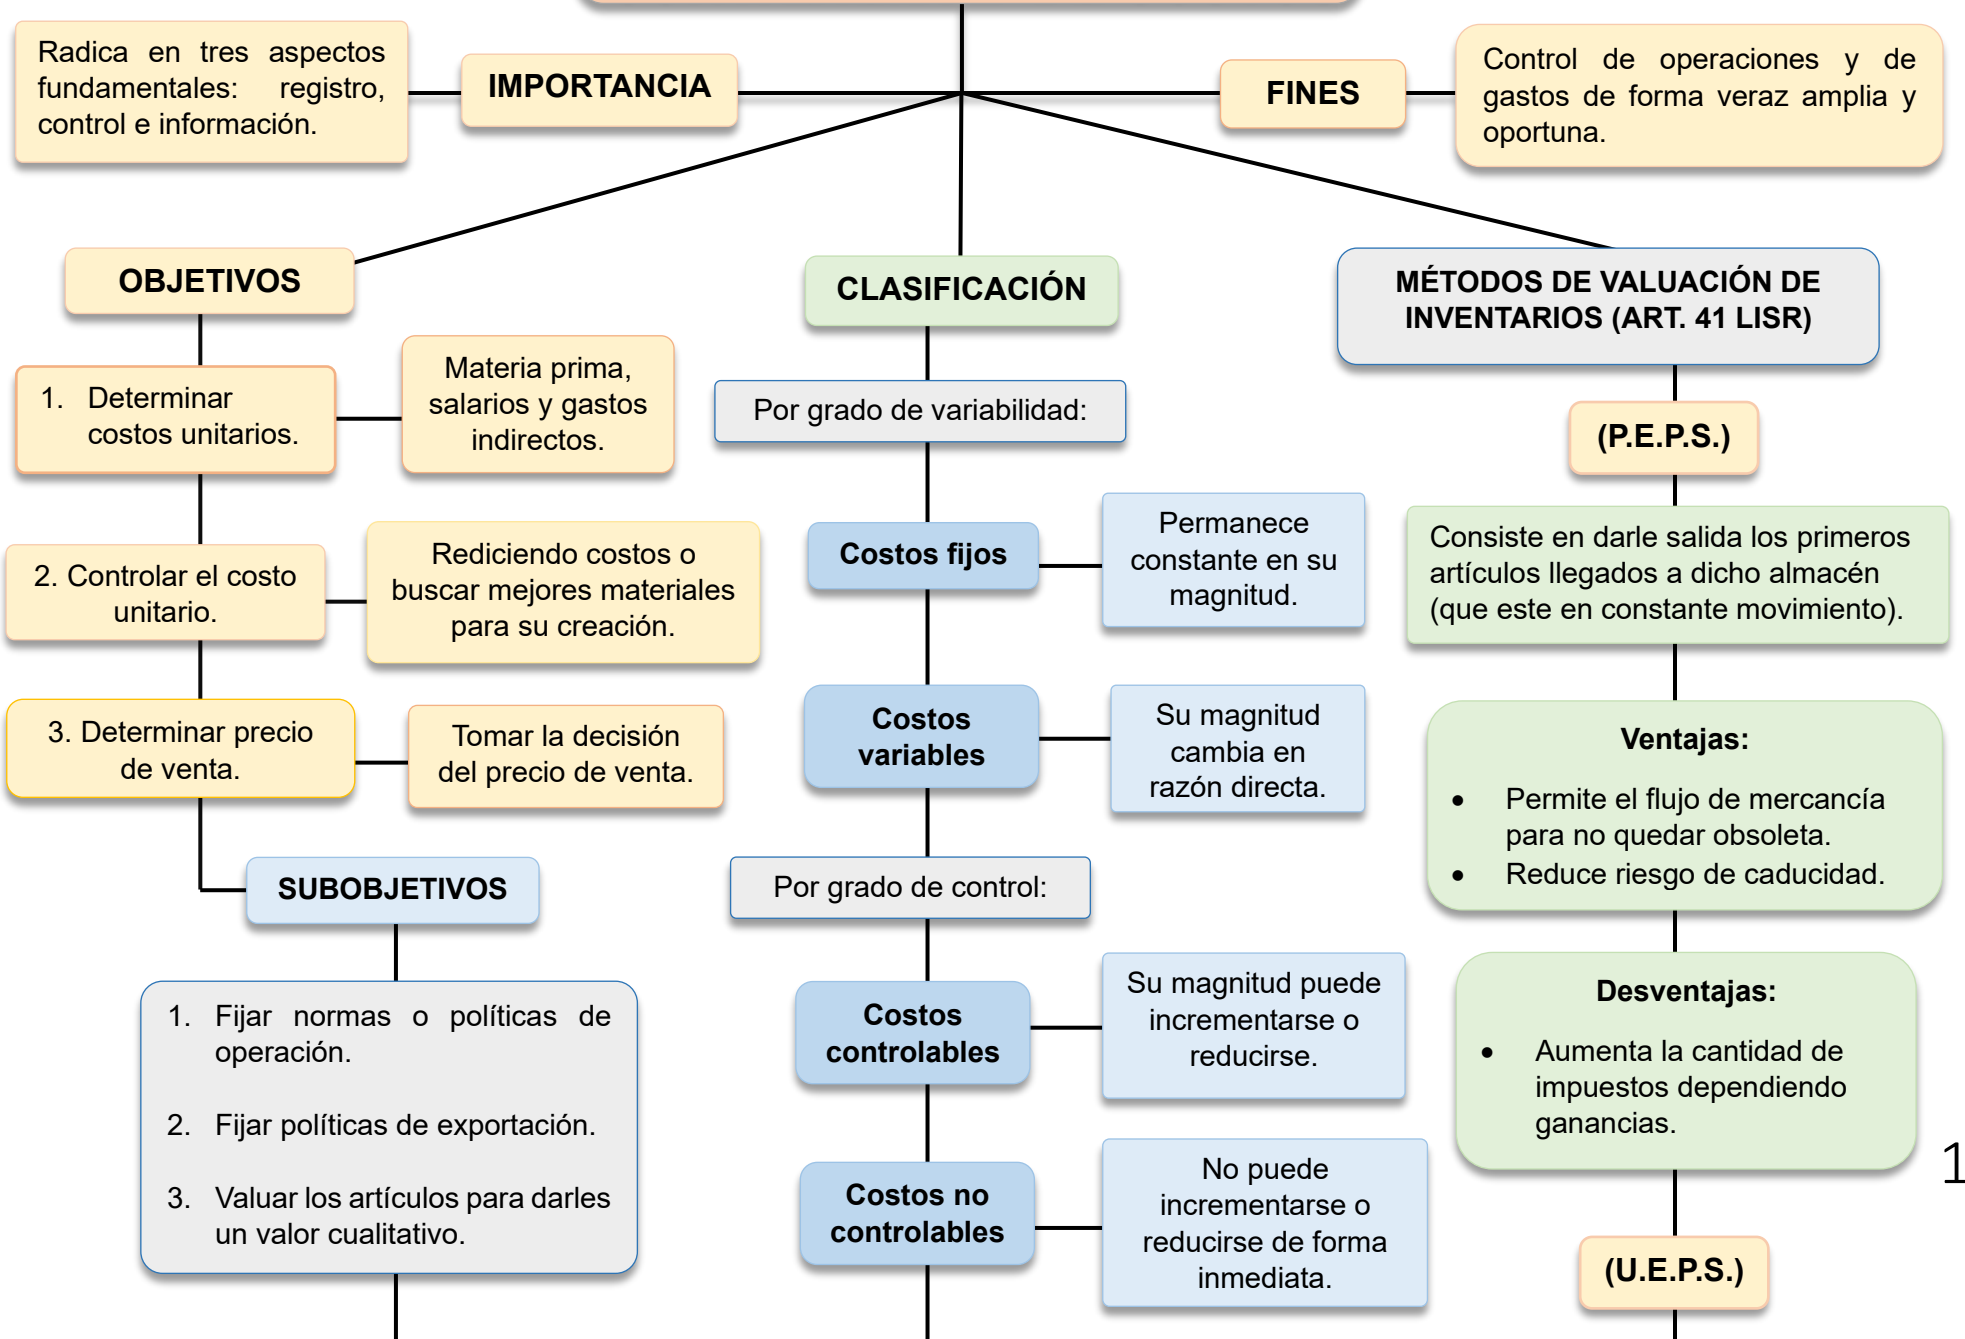 Radica en tres aspectos
fundamentales: registro,
control e información.
IMPORTANCIA
FINES
Control de operaciones y de
gastos de forma veraz amplia y
oportuna.
OBJETIVOS
1. Determinar
costos unitarios.
Materia prima,
salarios y gastos
indirectos.
2. Controlar el costo
unitario.
Rediciendo costos o
buscar mejores materiales
para su creación.
3. Determinar precio
de venta.
Tomar la decisión
del precio de venta.
SUBOBJETIVOS
1. Fijar normas o políticas de
operación.
2. Fijar políticas de exportación.
3. Valuar los artículos para darles
un valor cualitativo.
CLASIFICACIÓN
Por grado de variabilidad:
Costos fijos
Permanece
constante en su
magnitud.
Costos
variables
Su magnitud
cambia en
razón directa.
Por grado de control:
Costos
controlables
Su magnitud puede
incrementarse o
reducirse.
Costos no
controlables
No puede
incrementarse o
reducirse de forma
inmediata.
MÉTODOS DE VALUACIÓN DE
INVENTARIOS (ART. 41 LISR)
(P.E.P.S.)
Consiste en darle salida los primeros
artículos llegados a dicho almacén
(que este en constante movimiento).
Ventajas:
• Permite el flujo de mercancía
para no quedar obsoleta.
• Reduce riesgo de caducidad.
Desventajas:
• Aumenta la cantidad de
impuestos dependiendo
ganancias.
(U.E.P.S.)
1